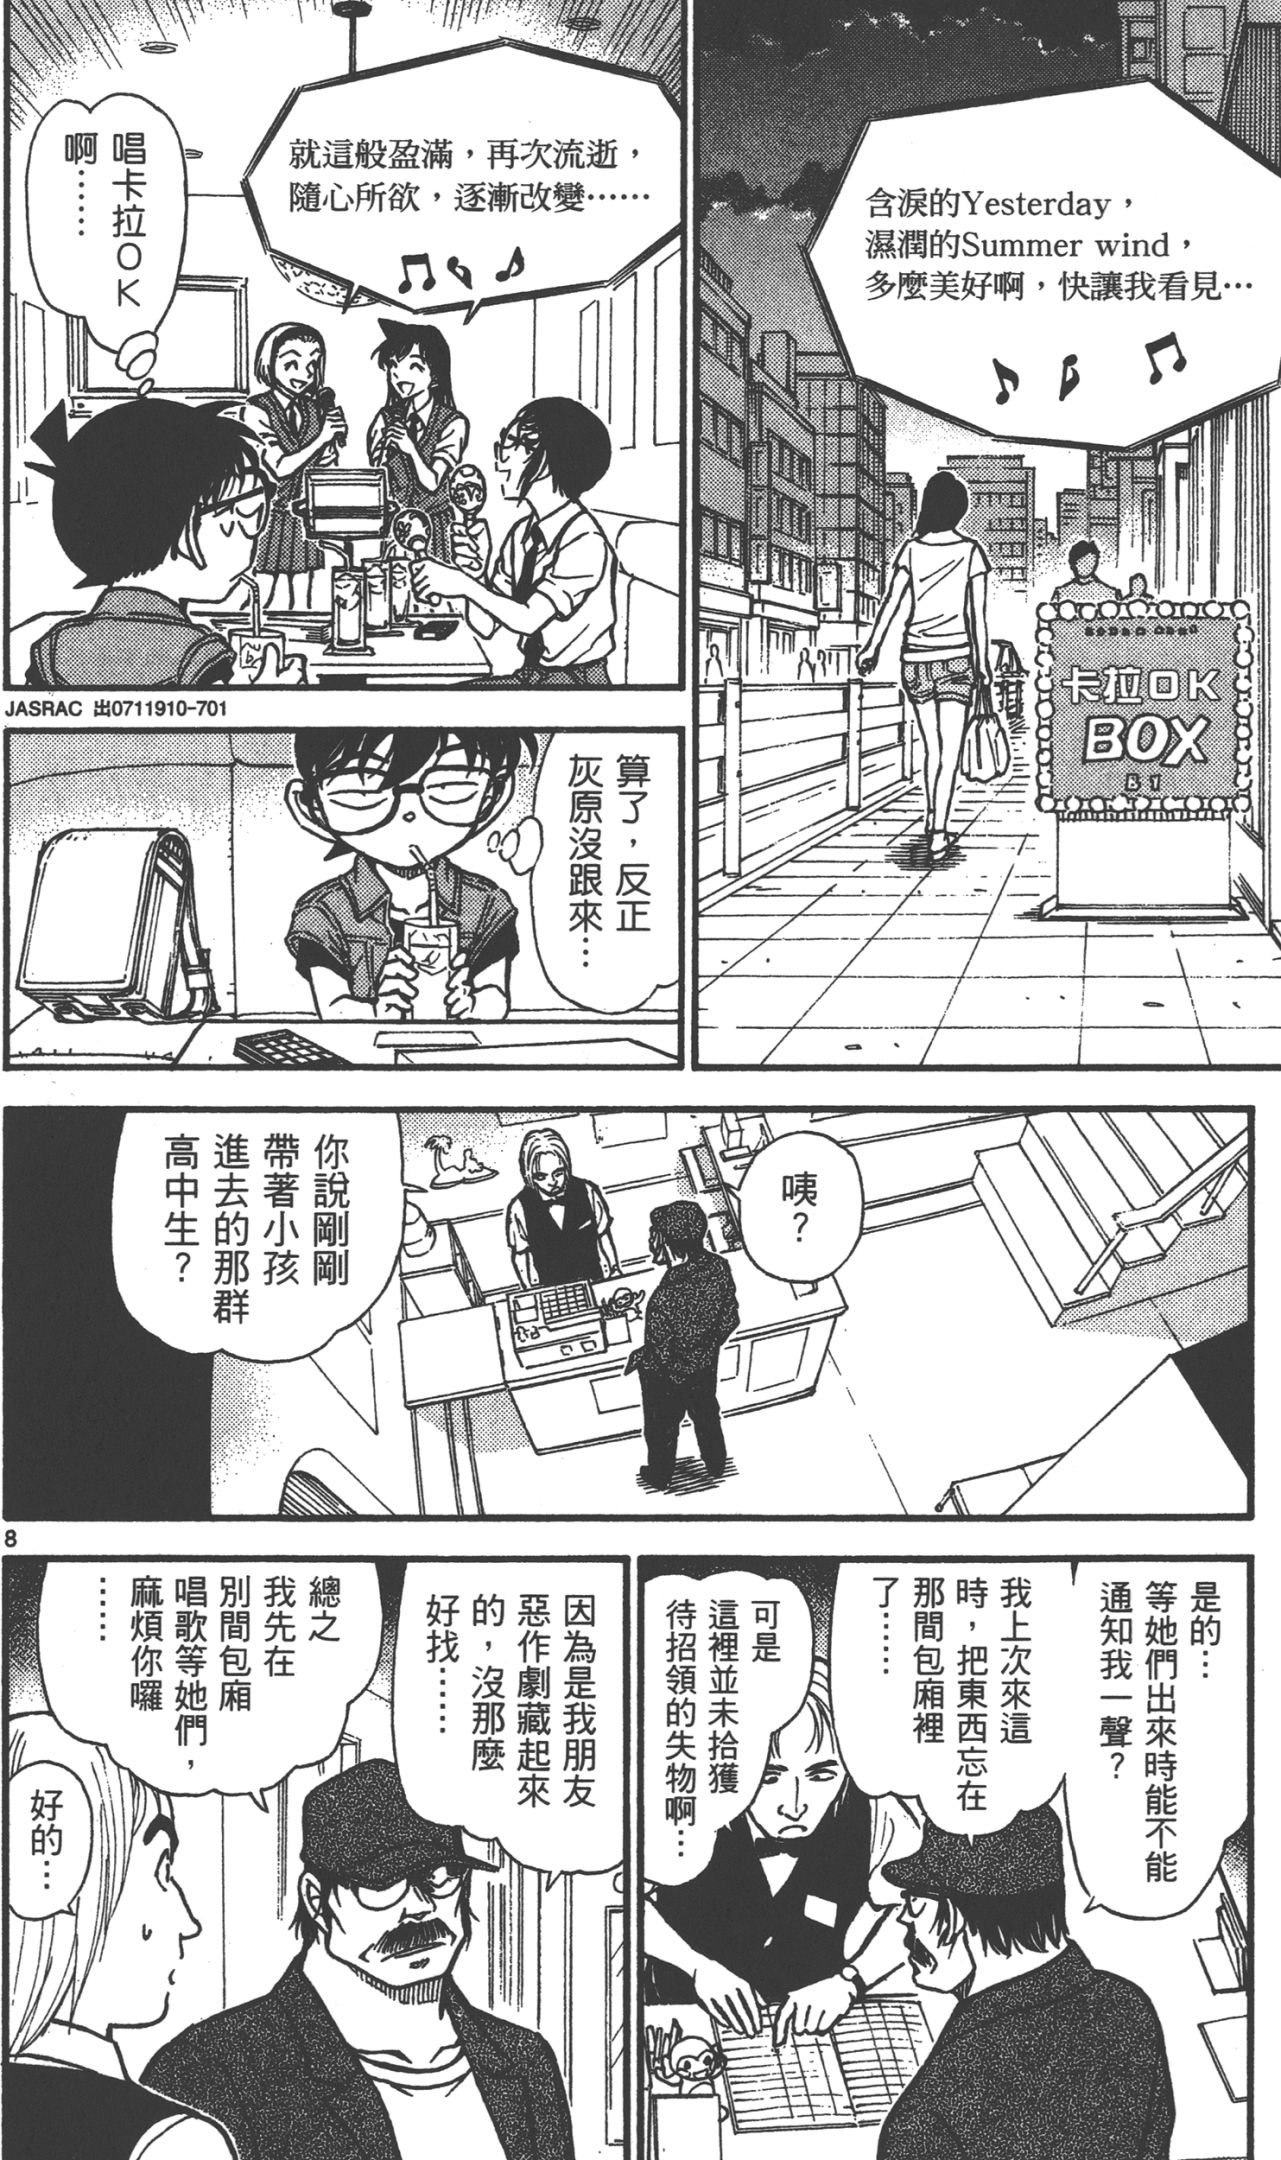 含淚的Yesterday，
濕潤的Summer wind，
多麼美好啊，快讓我看見…
卡拉OK
BOX
B1
就這般盈滿，再次流逝，
隨心所欲，逐漸改變……
唱卡拉OK
啊……
JASRAC 出0711910-701
算了，反正
灰原沒跟來…
咦？
你說剛剛
帶著小孩
進去的那群
高中生？
8
是的…
等她們出來時能不能
通知我一聲？
我上次來這
時，把東西忘在
那間包廂裡
了……
可是
這裡並未拾獲
待招領的失物啊…
因為是我朋友
惡作劇藏起來
的，沒那麼
好找……
總之
我先在
別間包廂
唱歌等她們，
麻煩你囉
……
好的…